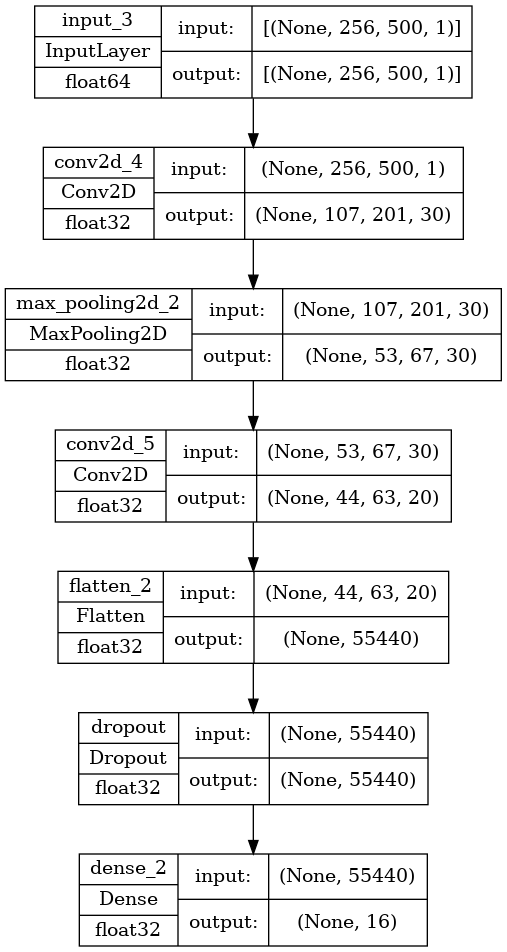 input_3
InputLayer
float64
input:
[(None, 256, 500, 1)]
output:
[(None, 256, 500, 1)]
conv2d_4
Conv2D
float32
input:
(None, 256, 500, 1)
output:
(None, 107, 201, 30)
max_pooling2d_2
MaxPooling2D
float32
input:
(None, 107, 201, 30)
output:
(None, 53, 67, 30)
conv2d_5
Conv2D
float32
input:
(None, 53, 67, 30)
output:
(None, 44, 63, 20)
flatten_2
Flatten
float32
input:
(None, 44, 63, 20)
output:
(None, 55440)
dropout
Dropout
float32
input:
(None, 55440)
output:
(None, 55440)
dense_2
Dense
float32
input:
(None, 55440)
output:
(None, 16)